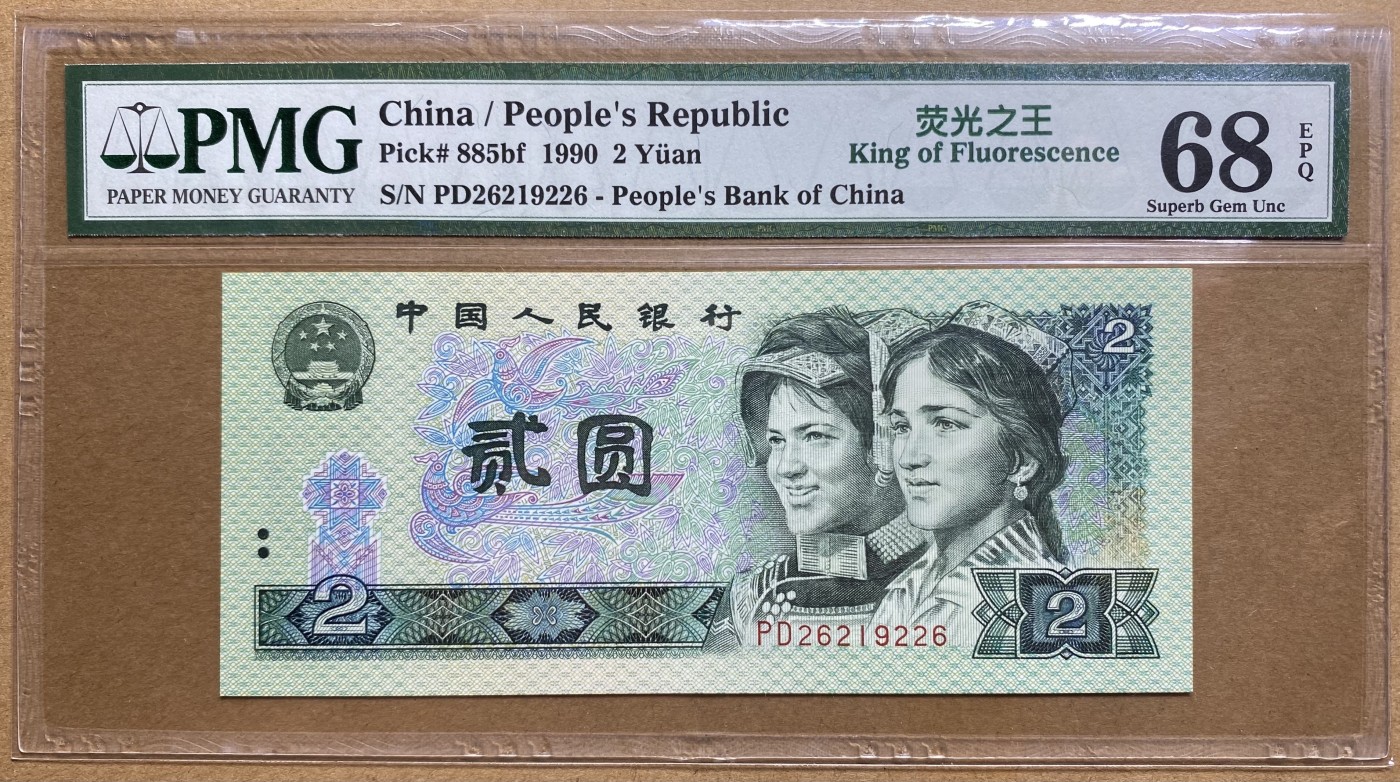 PMG
PAPER MONEY GUARANTY
China / People's Republic
Pick# 885bf 1990 2 Yüan
S/N PD26219226 - People's Bank of China
荧光之王
King of Fluorescence
68
EPQ
Superb Gem Unc
中国人民银行
2
贰圆
2
2
PD26219226